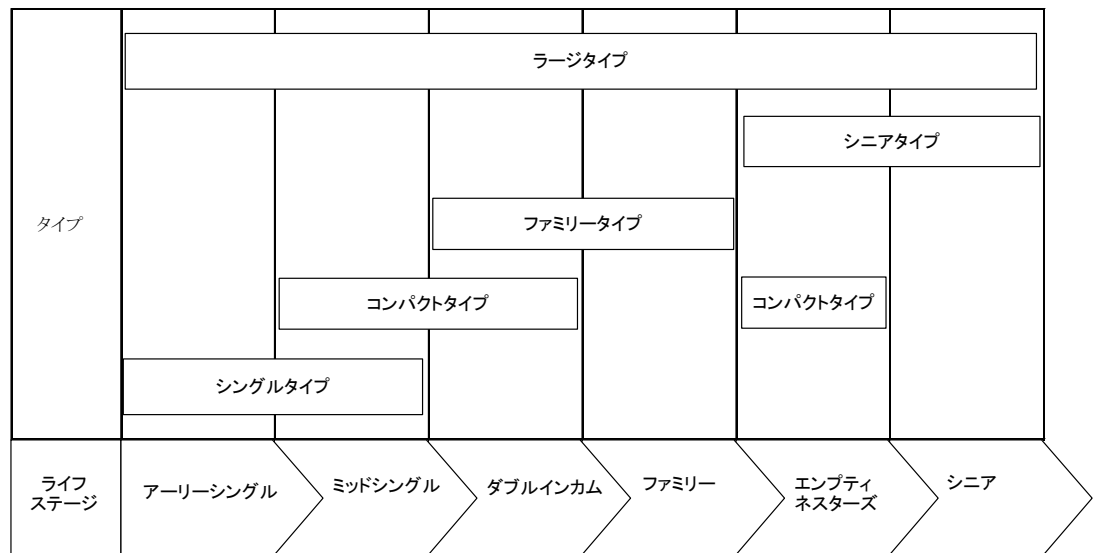 ラージタイプ
シニアタイプ
タイプ
ファミリータイプ
コンパクトタイプ
コンパクトタイプ
シングルタイプ
ライフ
ステージ
アーリーシングル
ミッドシングル
ダブルインカム
ファミリー
エンプティ
ネスターズ
シニア